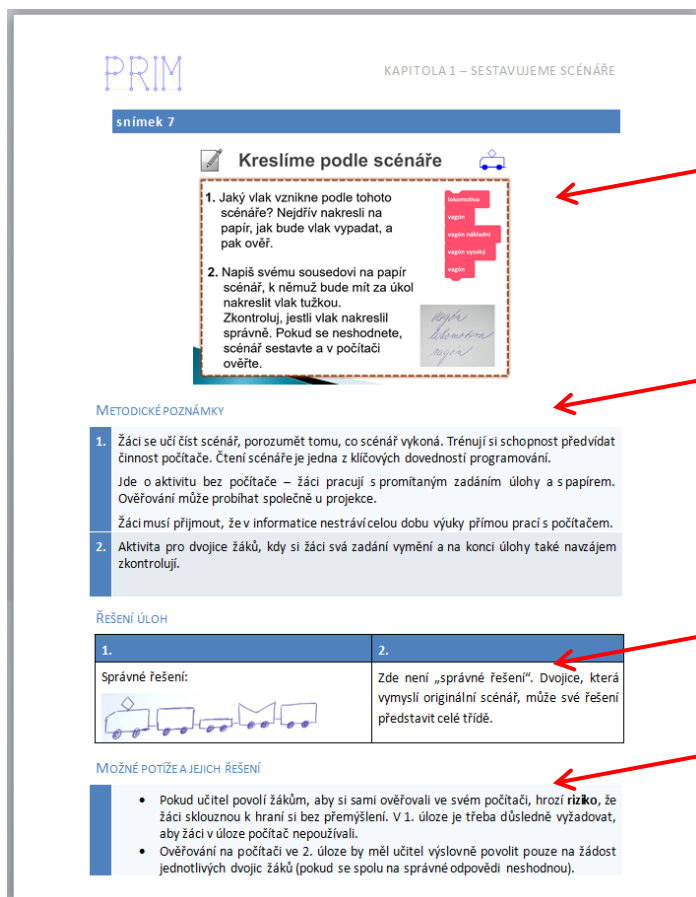 PRIM
KAPITOLA 1 – SESTAVUJEME SCÉNÁŘE
snímek 7
Kreslíme podle scénáře
1. Jaký vlak vznikne podle tohoto
scénáře? Nejdřív nakresli na
papír, jak bude vlak vypadat, a
pak ověř.
lokomotiva
vagón
vagón nákladní
vagón vysoký
vagón
2. Napiš svému sousedovi na papír
scénář, k němuž bude mít za úkol
nakreslit vlak tužkou.
Zkontroluj, jestli vlak nakreslil
správně. Pokud se neshodnete,
scénář sestavte a v počítači
ověřte.
vagón
lokomotiva
vagón
METODICKÉ POZNÁMKY
1. Žáci se učí číst scénář, porozumět tomu, co scénář vykoná. Trénují si schopnost předvídat
činnost počítače. Čtení scénáře je jedna z klíčových dovedností programování.
Jde o aktivitu bez počítače – žáci pracují s promítaným zadáním úlohy a s papírem.
Ověřování může probíhat společně u projekce.
Žáci musí přijmout, že v informatice nestráví celou dobu výuky přímou prací s počítačem.
2. Aktivita pro dvojice žáků, kdy si žáci svá zadání vymění a na konci úlohy také navzájem
zkontrolují.
ŘEŠENÍ ÚLOH
1.
2.
Správné řešení:
Zde není „správné řešení“. Dvojice, která
vymyslí originální scénář, může své řešení
představit celé třídě.
MOŽNÉ POTÍŽE A JEJICH ŘEŠENÍ
• Pokud učitel povolí žákům, aby si sami ověřovali ve svém počítači, hrozí riziko, že
žáci sklouznou k hraní si bez přemýšlení. V 1. úloze je třeba důsledně vyžadovat,
aby žáci v úloze počítač nepoužívali.
• Ověřování na počítači ve 2. úloze by měl učitel výslovně povolit pouze na žádost
jednotlivých dvojic žáků (pokud se spolu na správné odpovědi neshodnou).